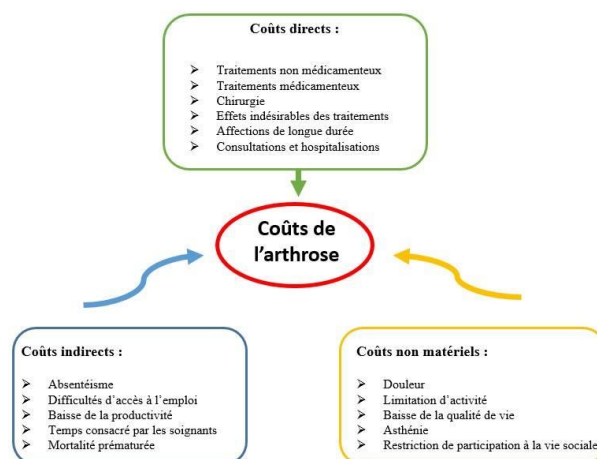 Coûts directs :
➢ Traitements non médicamenteux
➢ Traitements médicamenteux
➢ Chirurgie
➢ Effets indésirables des traitements
➢ Affections de longue durée
➢ Consultations et hospitalisations
Coûts de
l'arthrose
Coûts indirects :
➢ Absentéisme
➢ Difficultés d'accès à l'emploi
➢ Baisse de la productivité
➢ Temps consacré par les soignants
➢ Mortalité prématurée
Coûts non matériels :
➢ Douleur
➢ Limitation d'activité
➢ Baisse de la qualité de vie
➢ Asthénie
➢ Restriction de participation à la vie sociale